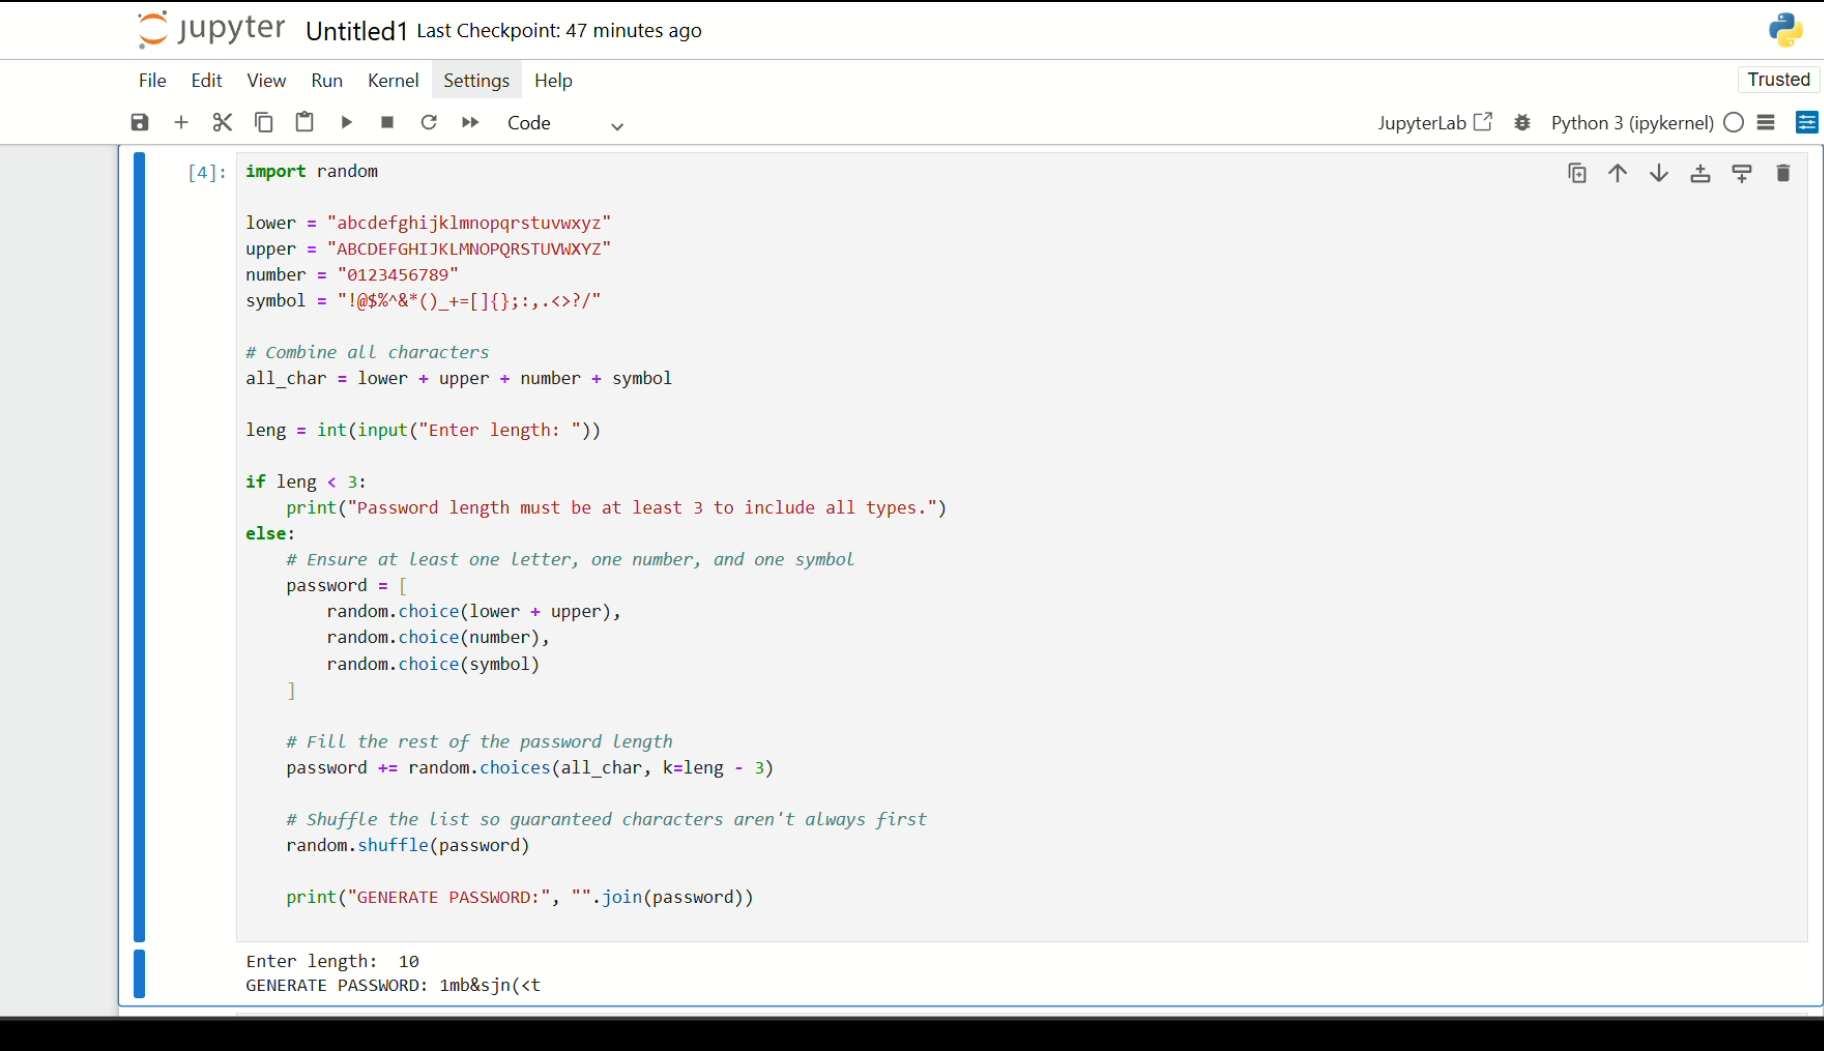 jupyter Untitled1 Last Checkpoint: 47 minutes ago
File Edit View Run Kernel Settings Help Trusted
Code JupyterLab Python 3 (ipykernel)
[4]: import random
lower = "abcdefghijklmnopqrstuvwxyz"
upper = "ABCDEFGHIJKLMNOPQRSTUVWXYZ"
number = "0123456789"
symbol = "!@$%^&*()_+=[]{};:,.<>?/"
# Combine all characters
all_char = lower + upper + number + symbol
leng = int(input("Enter length: "))
if leng < 3:
    print("Password length must be at least 3 to include all types.")
else:
    # Ensure at least one letter, one number, and one symbol
    password = [
        random.choice(lower + upper),
        random.choice(number),
        random.choice(symbol)
    ]
    # Fill the rest of the password length
    password += random.choices(all_char, k=leng - 3)
    # Shuffle the list so guaranteed characters aren't always first
    random.shuffle(password)
    print("GENERATE PASSWORD:", "".join(password))
Enter length:  10
GENERATE PASSWORD: 1mb&sjn(<t